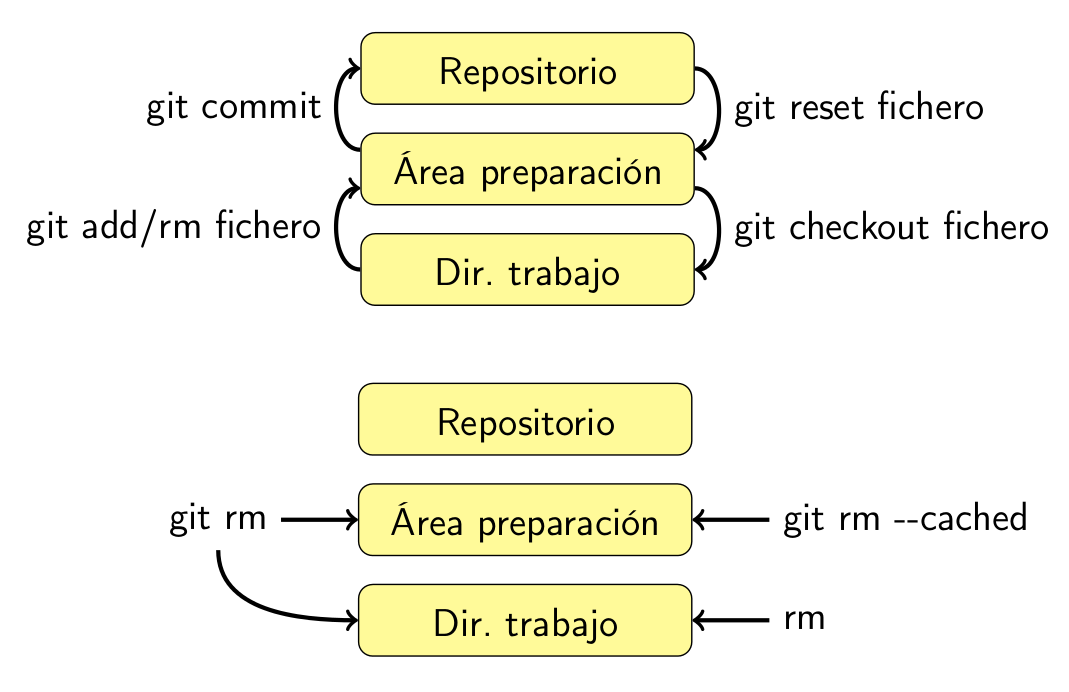 Repositorio
git commit
git reset fichero
Área preparación
git add/rm fichero
git checkout fichero
Dir. trabajo
Repositorio
git rm
Área preparación
git rm --cached
Dir. trabajo
rm